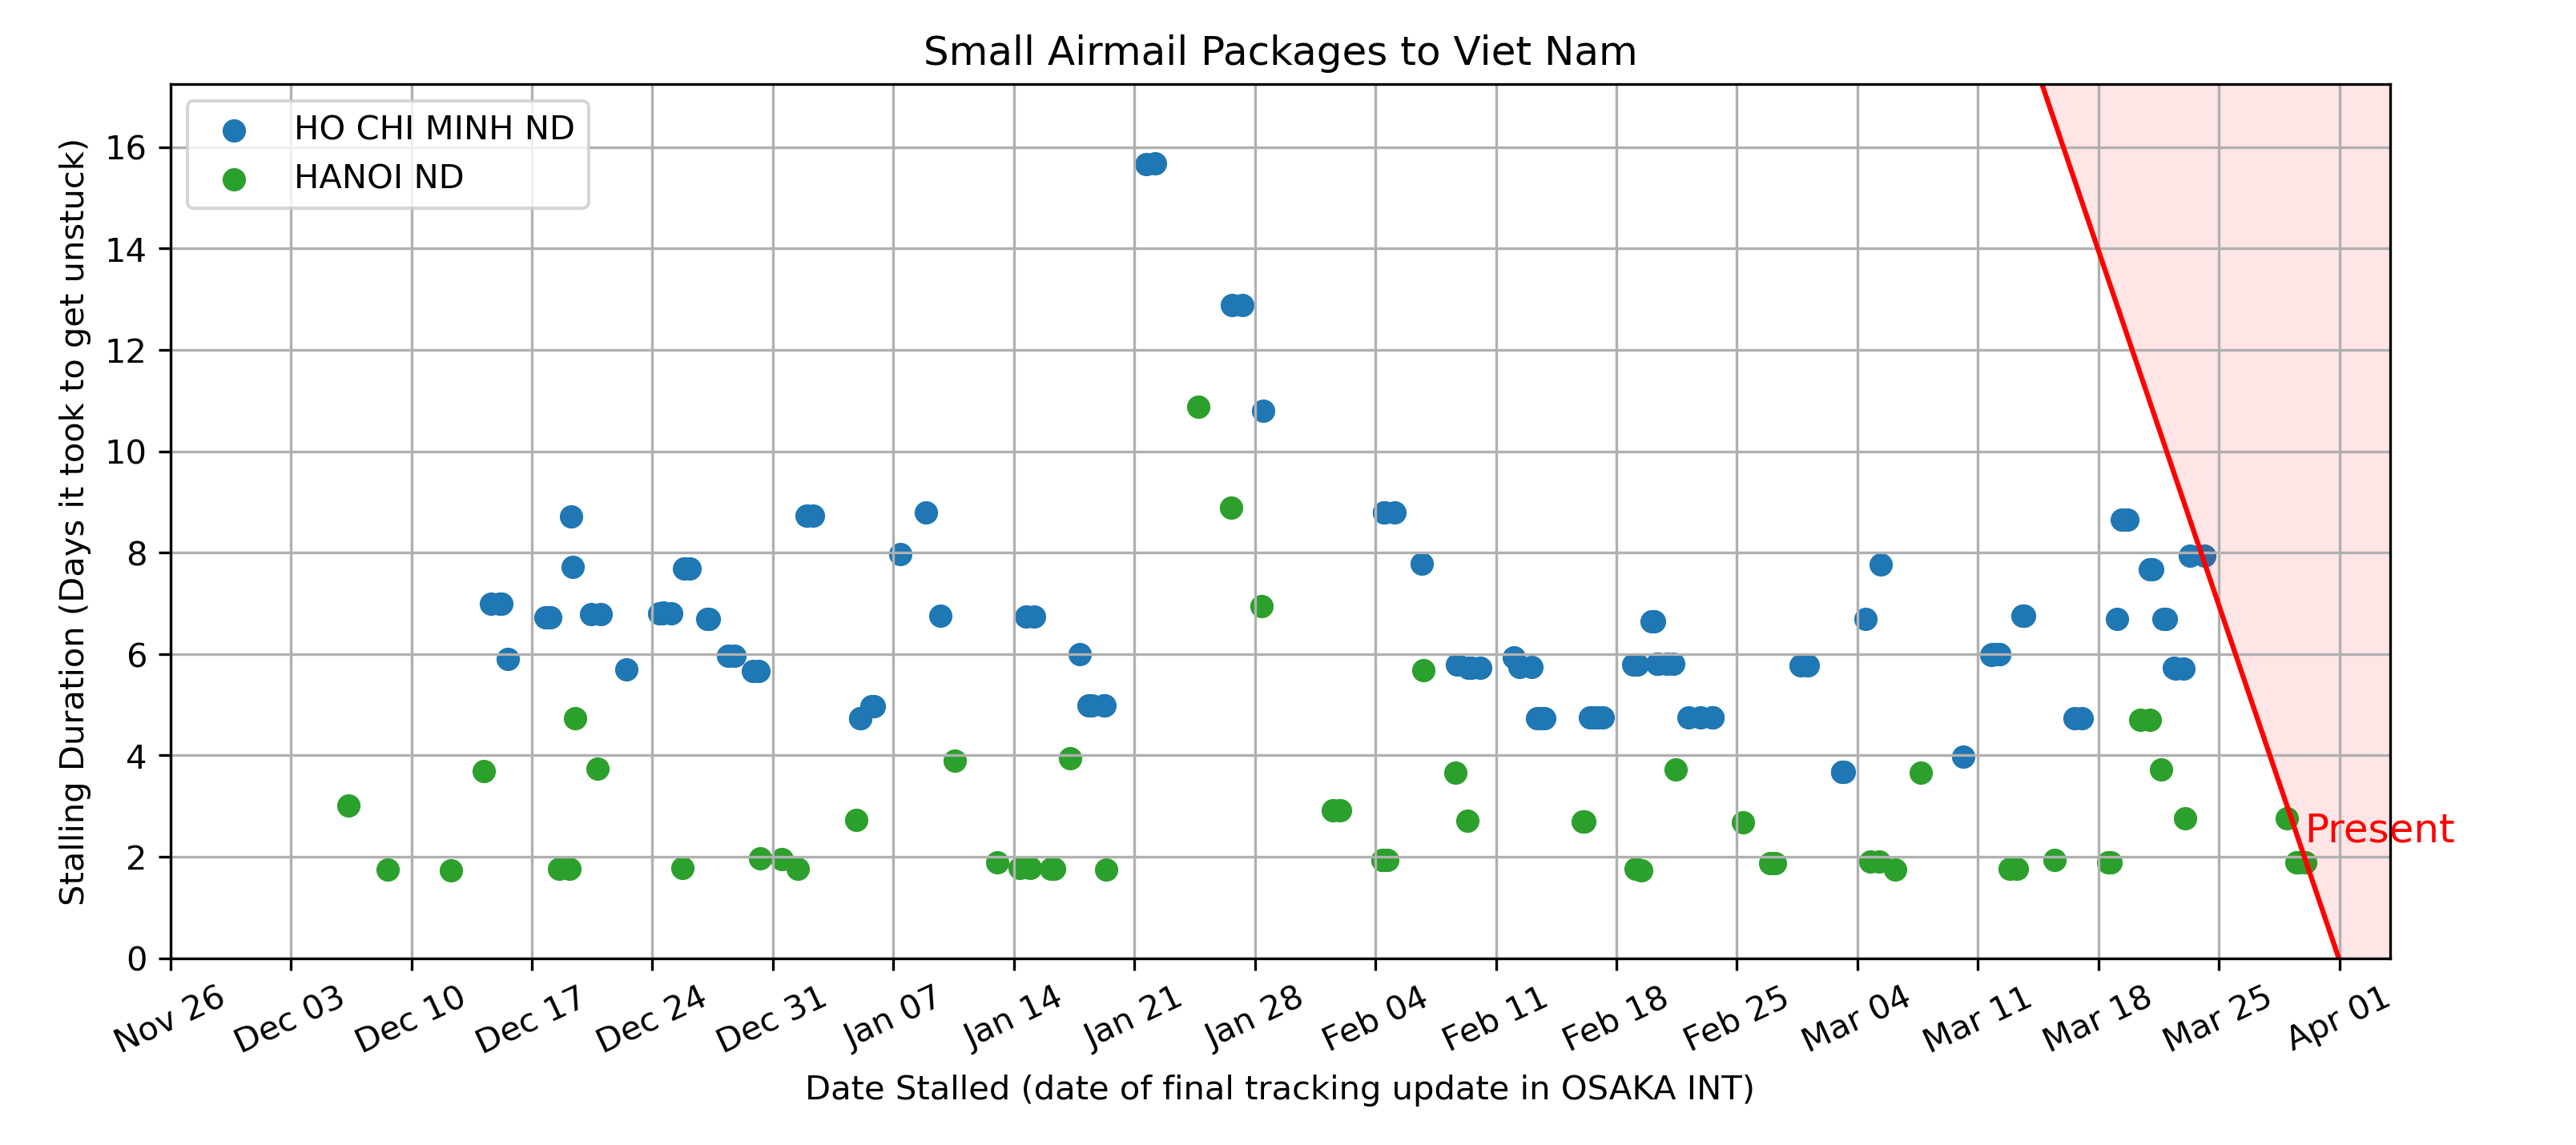 Small Airmail Packages to Viet Nam
HO CHI MINH ND
HANOI ND
Stalling Duration (Days it took to get unstuck)
16
14
12
10
8
6
4
2
0
Present
Nov 26
Dec 03
Dec 10
Dec 17
Dec 24
Dec 31
Jan 07
Jan 14
Jan 21
Jan 28
Feb 04
Feb 11
Feb 18
Feb 25
Mar 04
Mar 11
Mar 18
Mar 25
Apr 01
Date Stalled (date of final tracking update in OSAKA INT)